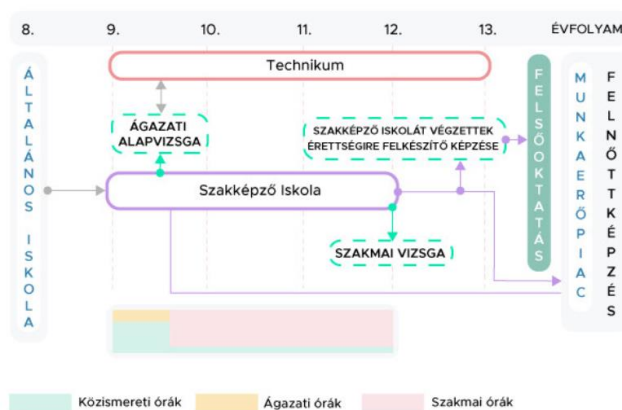 8. 9. 10. 11. 12. 13. ÉVFOLYAM
ÁLTALÁNOS ISKOLA
Technikum
ÁGAZATI
ALAPVIZSGA
SZAKKÉPZŐ ISKOLÁT VÉGZETTEK
ÉRETTSÉGIRE FELKÉSZÍTŐ KÉPZÉSE
Szakképző Iskola
SZAKMAI VIZSGA
FELSŐOKTATÁS
MUNKAERŐPIAC
FELNŐTTKÉPZÉS
Közismereti órák Ágazati órák Szakmai órák